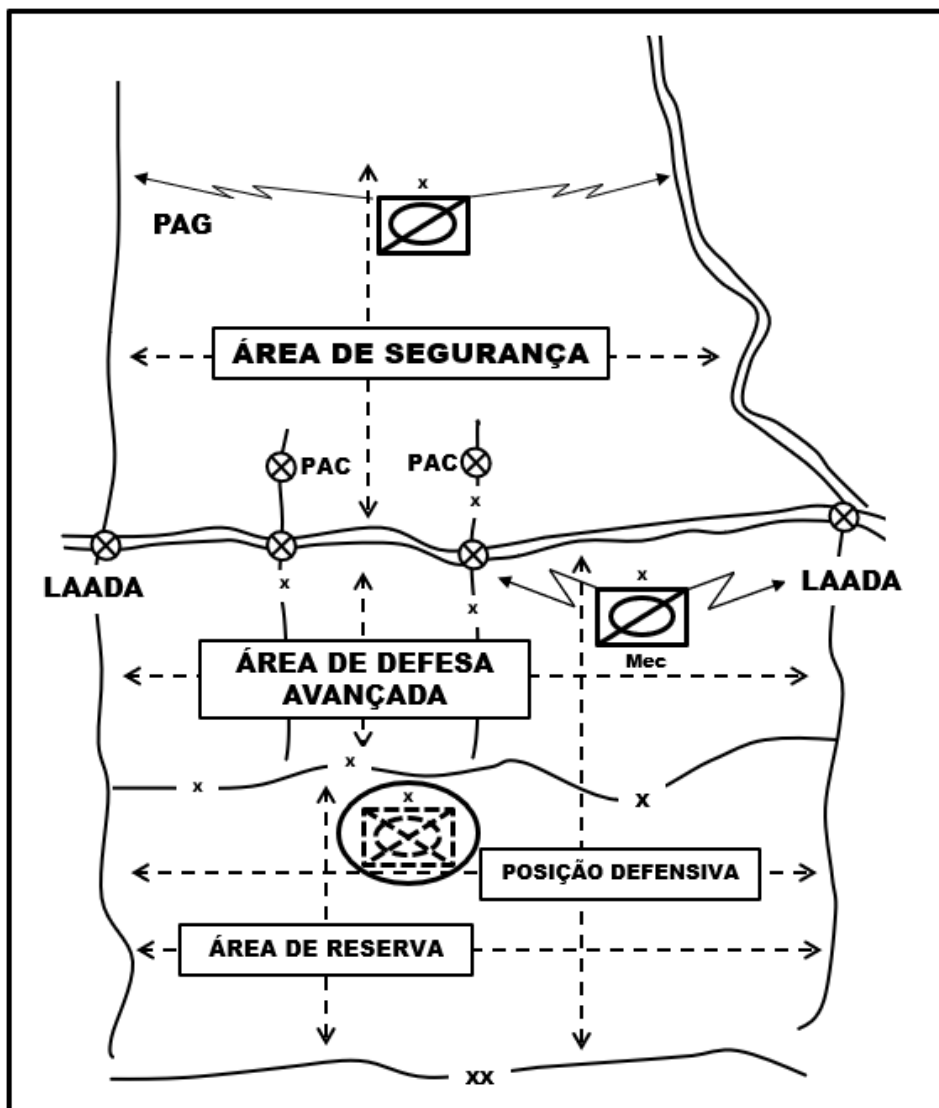 x
PAG
ÁREA DE SEGURANÇA
PAC
PAC
x
LAADA
x
x
x
LAADA
Mec
ÁREA DE DEFESA
AVANÇADA
x
x
x
x
POSIÇÃO DEFENSIVA
ÁREA DE RESERVA
xx